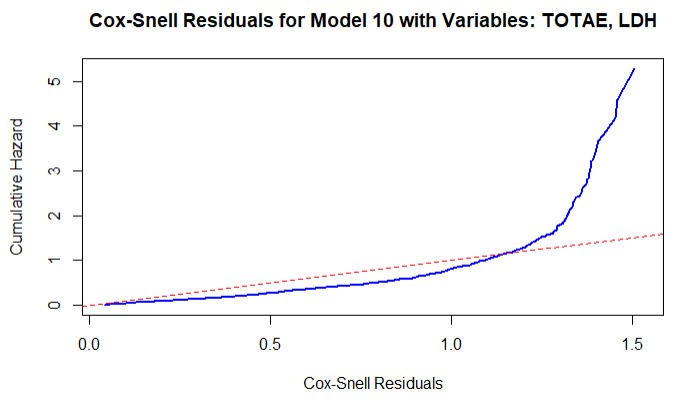 Cox-Snell Residuals for Model 10 with Variables: TOTAE, LDH
Cumulative Hazard
5
4
3
2
1
0
0.0 0.5 1.0 1.5
Cox-Snell Residuals